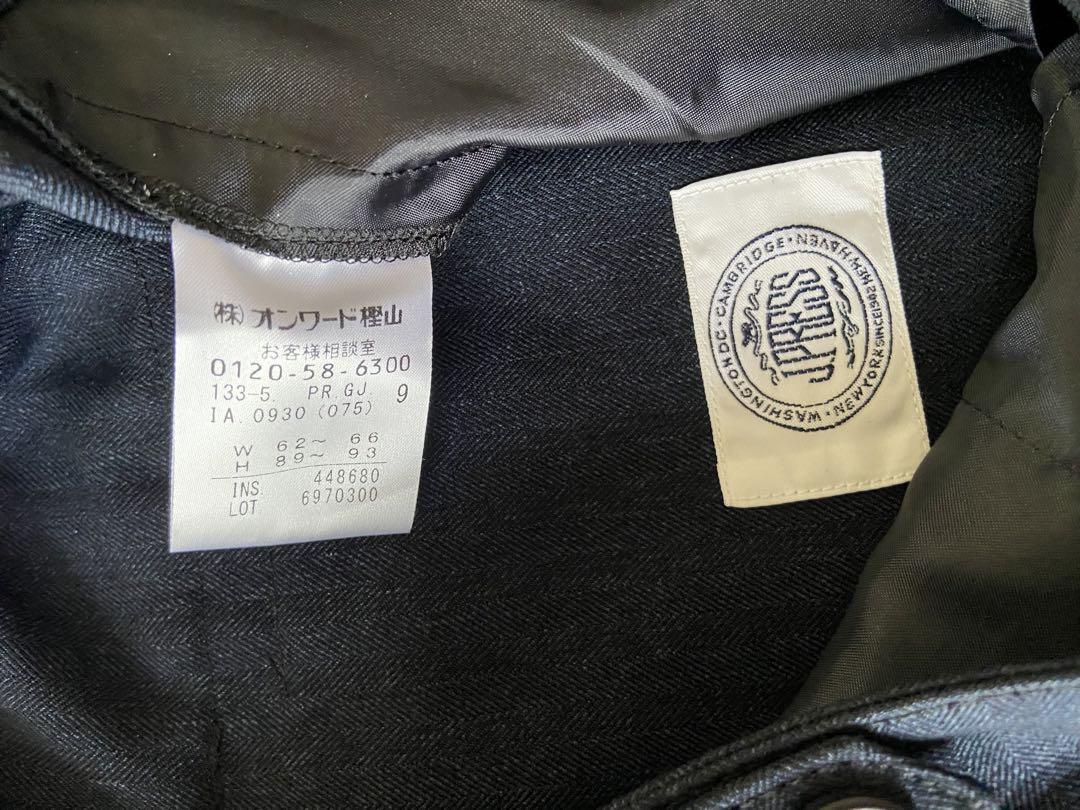 (株) オンワード樫山
お客様相談室
0120-58-6300
133-5. PR.GJ. 9
IA.0930 (075)
W 62～ 66
H 89～ 93
INS. 448680
LOT 6970300
J.PRESS
WASHINGTON DC · CAMBRIDGE · NEW HAVEN
· NEW YORK SINCE 1902